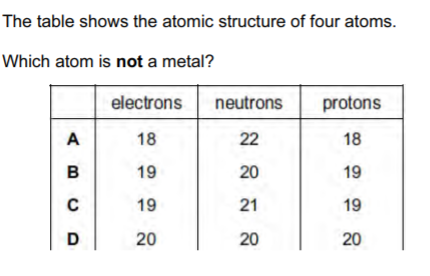 The table shows the atomic structure of four atoms.
Which atom is not a metal?
electrons neutrons protons
A 18 22 18
B 19 20 19
C 19 21 19
D 20 20 20